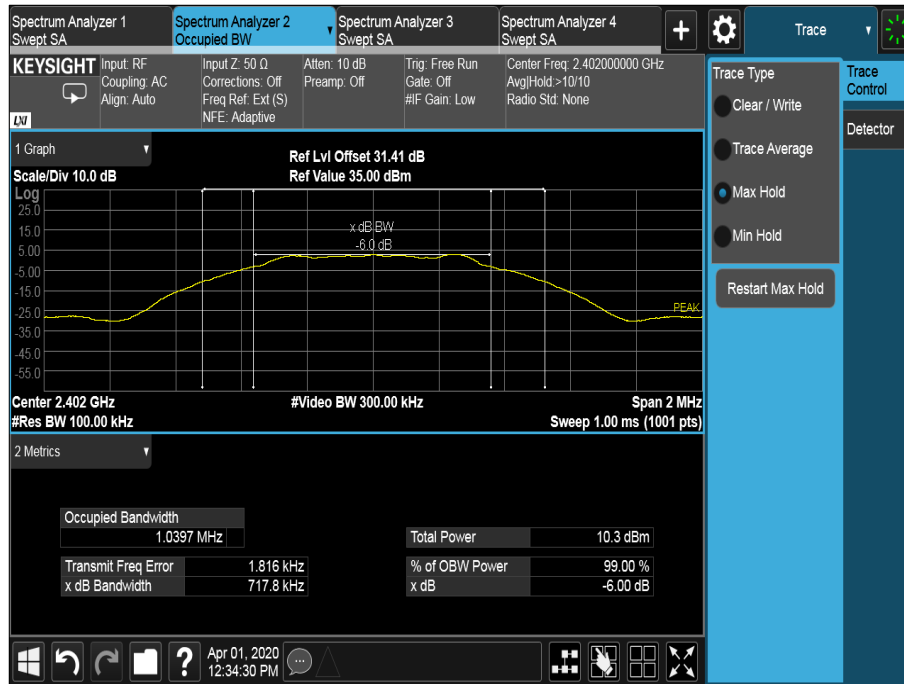 Spectrum Analyzer 1
Swept SA
Spectrum Analyzer 2
Occupied BW
Spectrum Analyzer 3
Swept SA
Spectrum Analyzer 4
Swept SA
+
Trace
KEYSIGHT
LXI
Input: RF
Coupling: AC
Align: Auto
Input Z: 50 Ω
Corrections: Off
Freq Ref: Ext (S)
NFE: Adaptive
Atten: 10 dB
Preamp: Off
Trig: Free Run
Gate: Off
#IF Gain: Low
Center Freq: 2.402000000 GHz
Avg|Hold:>10/10
Radio Std: None
Trace Type
Clear / Write
Trace Average
Max Hold
Min Hold
Restart Max Hold
Trace
Control
Detector
1 Graph
Scale/Div 10.0 dB
Ref Lvl Offset 31.41 dB
Ref Value 35.00 dBm
Log
25.0
15.0
5.00
-5.00
-15.0
-25.0
-35.0
-45.0
-55.0
x dB BW
-6.0 dB
PEAK
Center 2.402 GHz
#Video BW 300.00 kHz
Span 2 MHz
#Res BW 100.00 kHz
Sweep 1.00 ms (1001 pts)
2 Metrics
Occupied Bandwidth
1.0397 MHz
Total Power 10.3 dBm
Transmit Freq Error 1.816 kHz
% of OBW Power 99.00 %
x dB Bandwidth 717.8 kHz
x dB -6.00 dB
?
Apr 01, 2020
12:34:30 PM